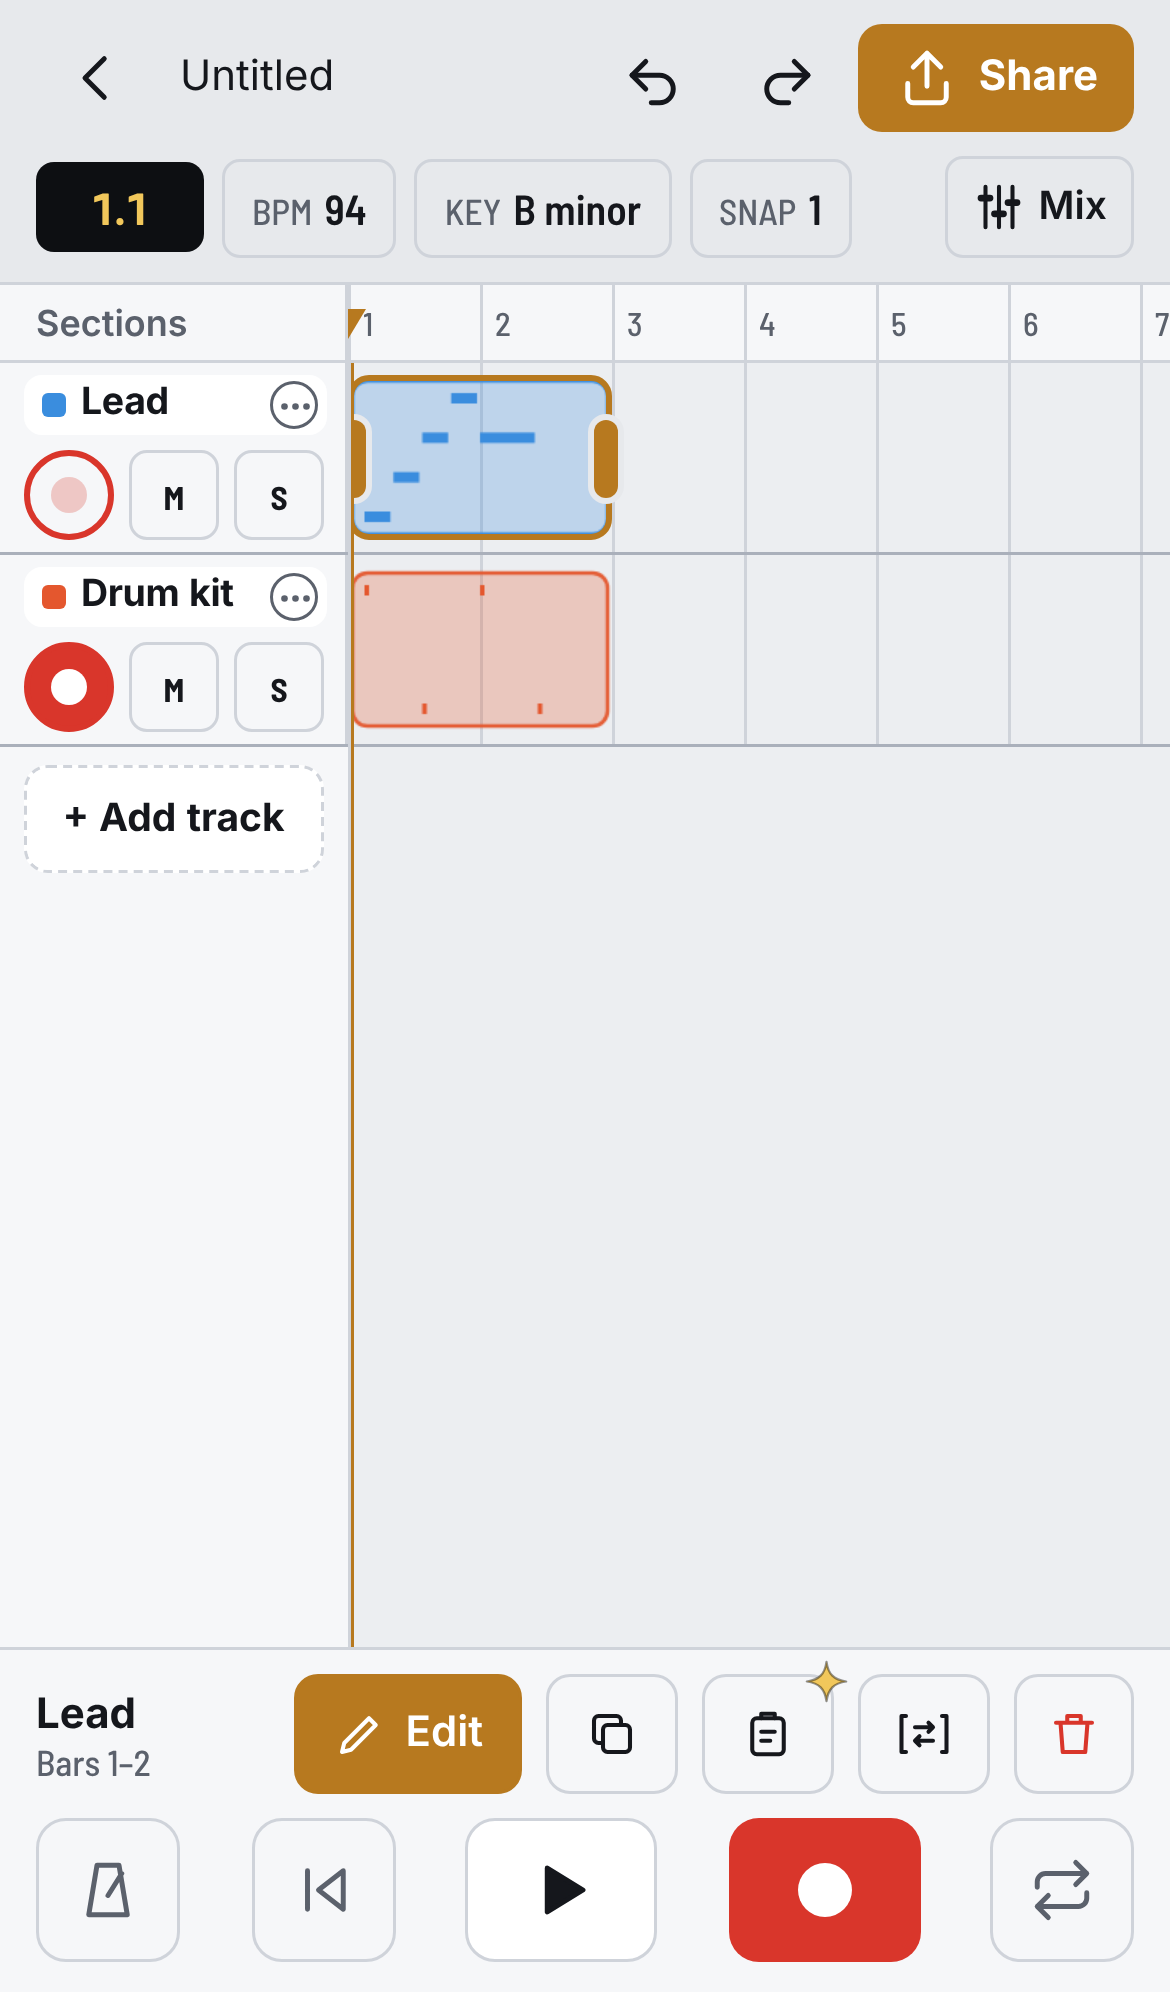 Untitled
Share
1.1
BPM 94
KEY B minor
SNAP 1
Mix
Sections
1 2 3 4 5 6 7
Lead
M S
Drum kit
M S
+ Add track
Lead
Bars 1–2
Edit